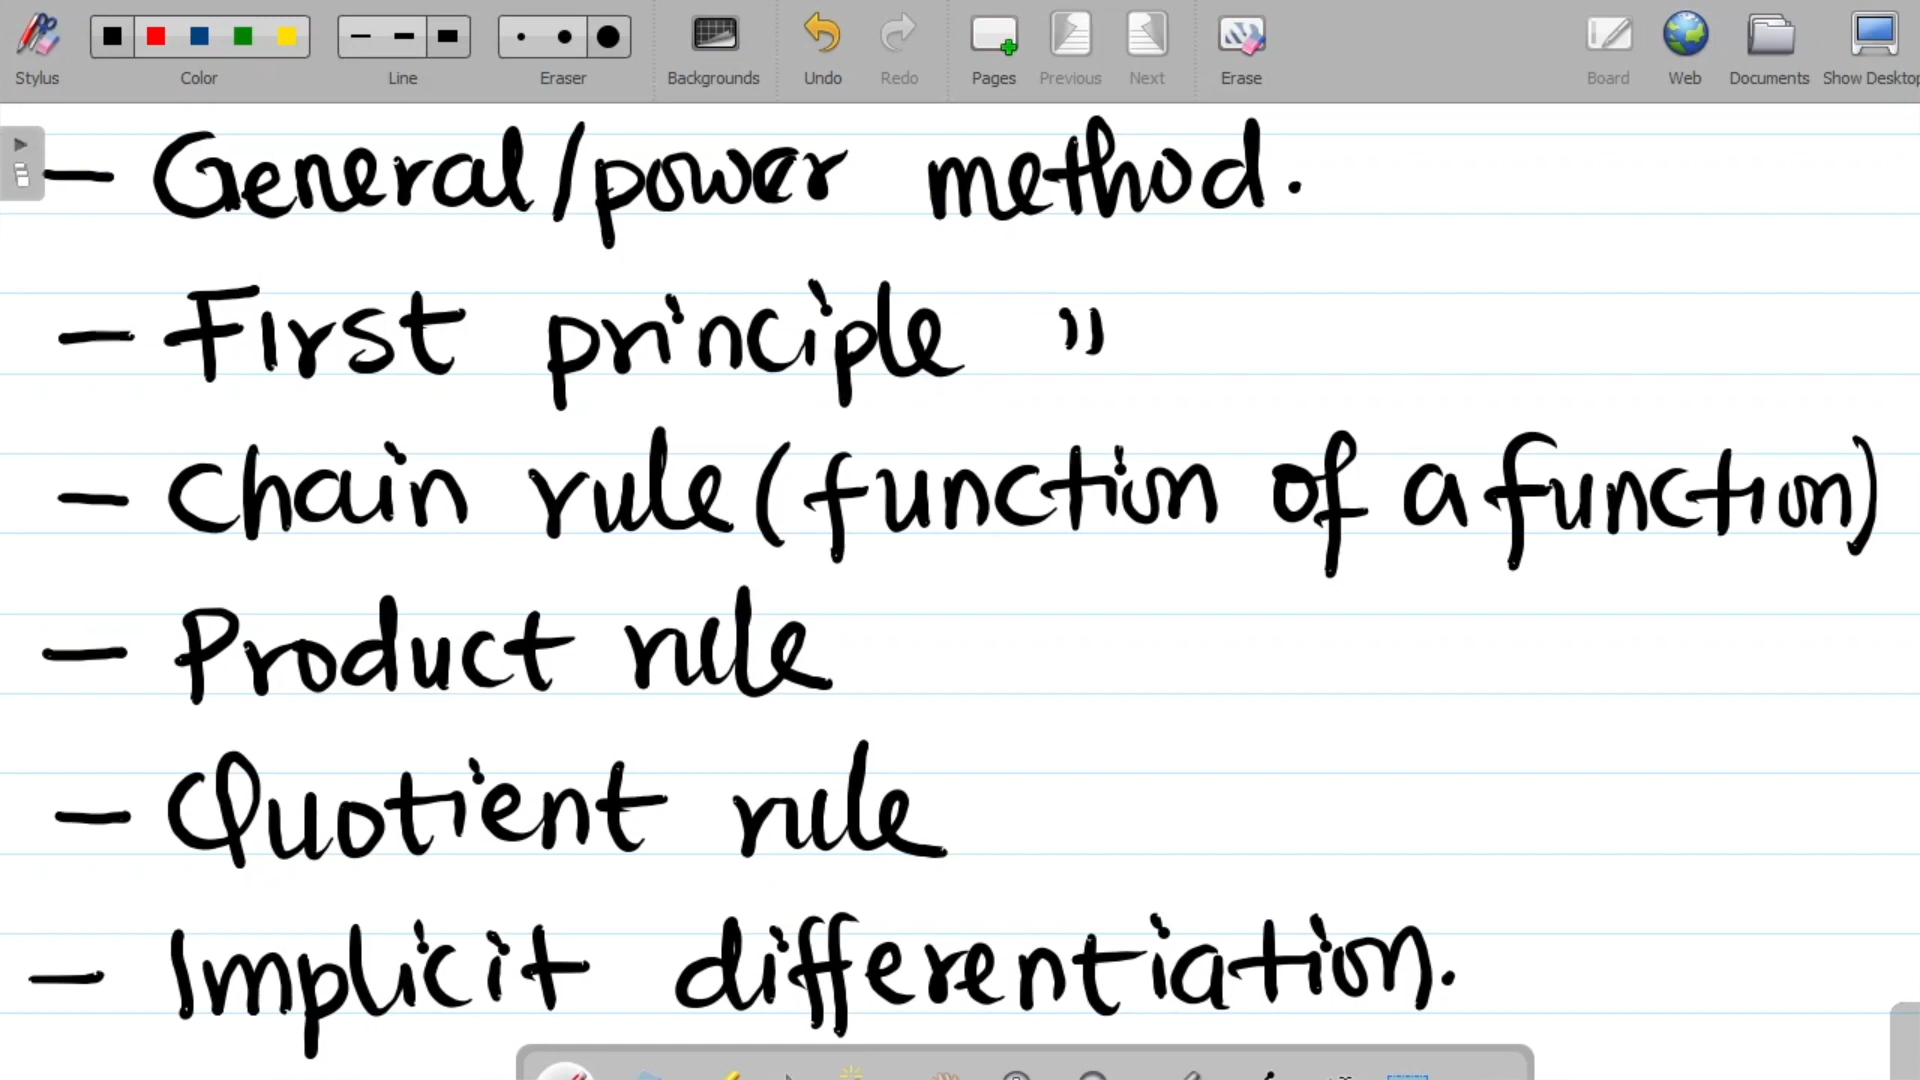 Stylus Color Line Eraser Backgrounds Undo Redo Pages Previous Next Erase Board Web Documents Show Desktop
- General/power method.
- First principle "
- Chain rule (function of a function)
- Product rule
- Quotient rule
- Implicit differentiation.